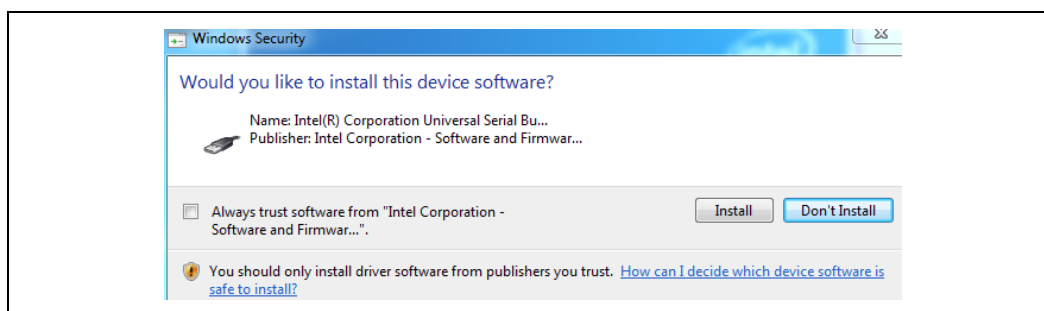 Windows Security
Would you like to install this device software?
Name: Intel(R) Corporation Universal Serial Bu...
Publisher: Intel Corporation - Software and Firmwar...
Always trust software from "Intel Corporation -
Software and Firmwar...".
Install
Don't Install
You should only install driver software from publishers you trust. How can I decide which device software is
safe to install?